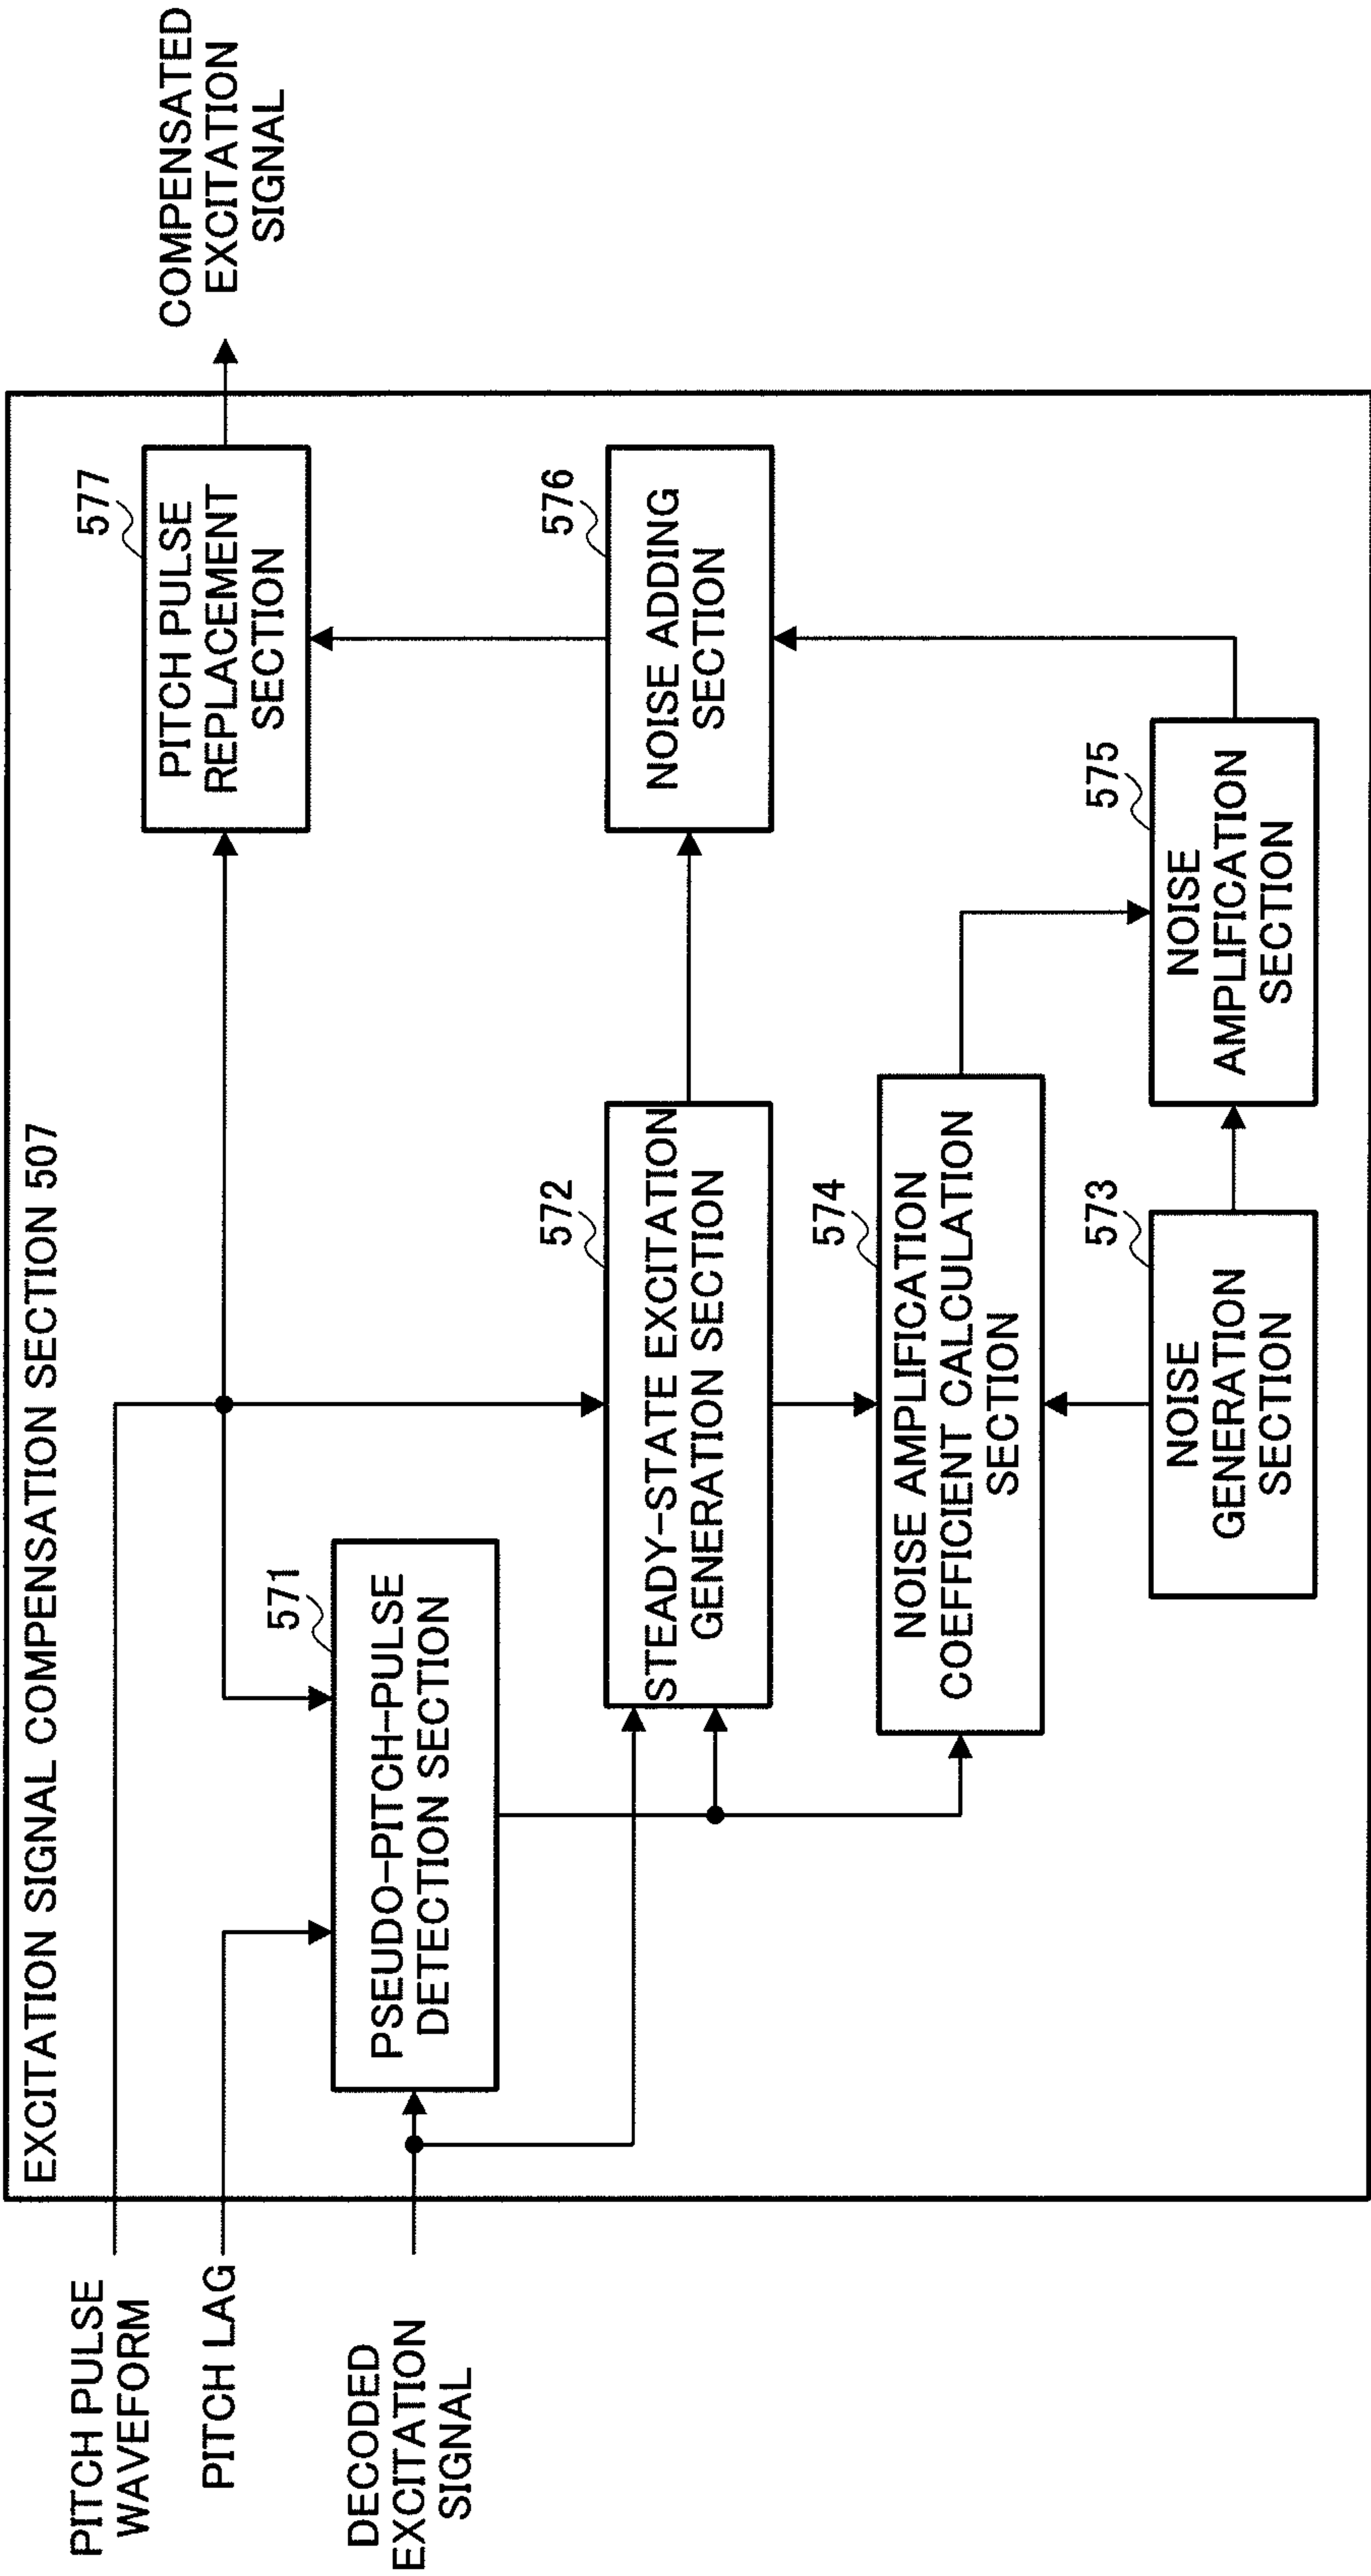 EXCITATION SIGNAL COMPENSATION SECTION 507
PITCH PULSE
WAVEFORM
PITCH LAG
DECODED
EXCITATION
SIGNAL
571
PSEUDO-PITCH-PULSE
DETECTION SECTION
572
STEADY-STATE EXCITATION
GENERATION SECTION
574
NOISE AMPLIFICATION
COEFFICIENT CALCULATION
SECTION
573
NOISE
GENERATION
SECTION
575
NOISE
AMPLIFICATION
SECTION
576
NOISE ADDING
SECTION
577
PITCH PULSE
REPLACEMENT
SECTION
COMPENSATED
EXCITATION
SIGNAL